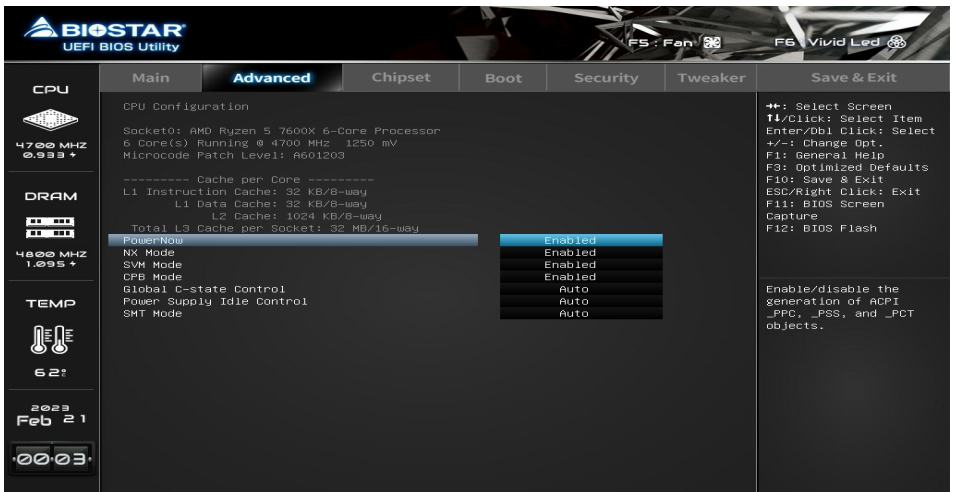 BIOSTAR
UEFI BIOS Utility
F5 : Fan
F6 Vivid Led
Main Advanced Chipset Boot Security Tweaker Save & Exit
CPU
4700 MHZ
0.933
DRAM
4800 MHZ
1.095
TEMP
62
2023
Feb 21
00:03
CPU Configuration
Socket0: AMD Ryzen 5 7600X 6-Core Processor
6 Core(s) Running @ 4700 MHz 1250 mV
Microcode Patch Level: A601203
--------- Cache per Core ---------
L1 Instruction Cache: 32 KB/8-way
L1 Data Cache: 32 KB/8-way
L2 Cache: 1024 KB/8-way
Total L3 Cache per Socket: 32 MB/16-way
PowerNow Enabled
NX Mode Enabled
SVM Mode Enabled
CPB Mode Enabled
Global C-state Control Auto
Power Supply Idle Control Auto
SMT Mode Auto
→←: Select Screen
↑↓/Click: Select Item
Enter/Dbl Click: Select
+/-: Change Opt.
F1: General Help
F3: Optimized Defaults
F10: Save & Exit
ESC/Right Click: Exit
F11: BIOS Screen
Capture
F12: BIOS Flash
Enable/disable the
generation of ACPI
_PPC, _PSS, and _PCT
objects.